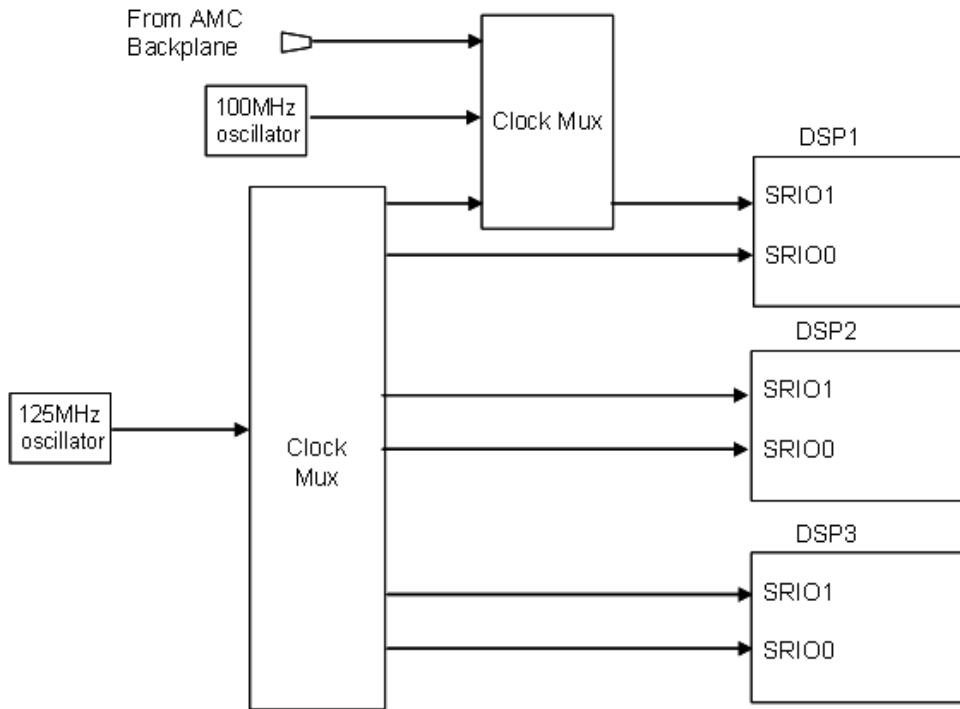 From AMC
Backplane
100MHz
oscillator
Clock Mux
DSP1
SRIO1
SRIO0
DSP2
SRIO1
SRIO0
125MHz
oscillator
Clock
Mux
DSP3
SRIO1
SRIO0